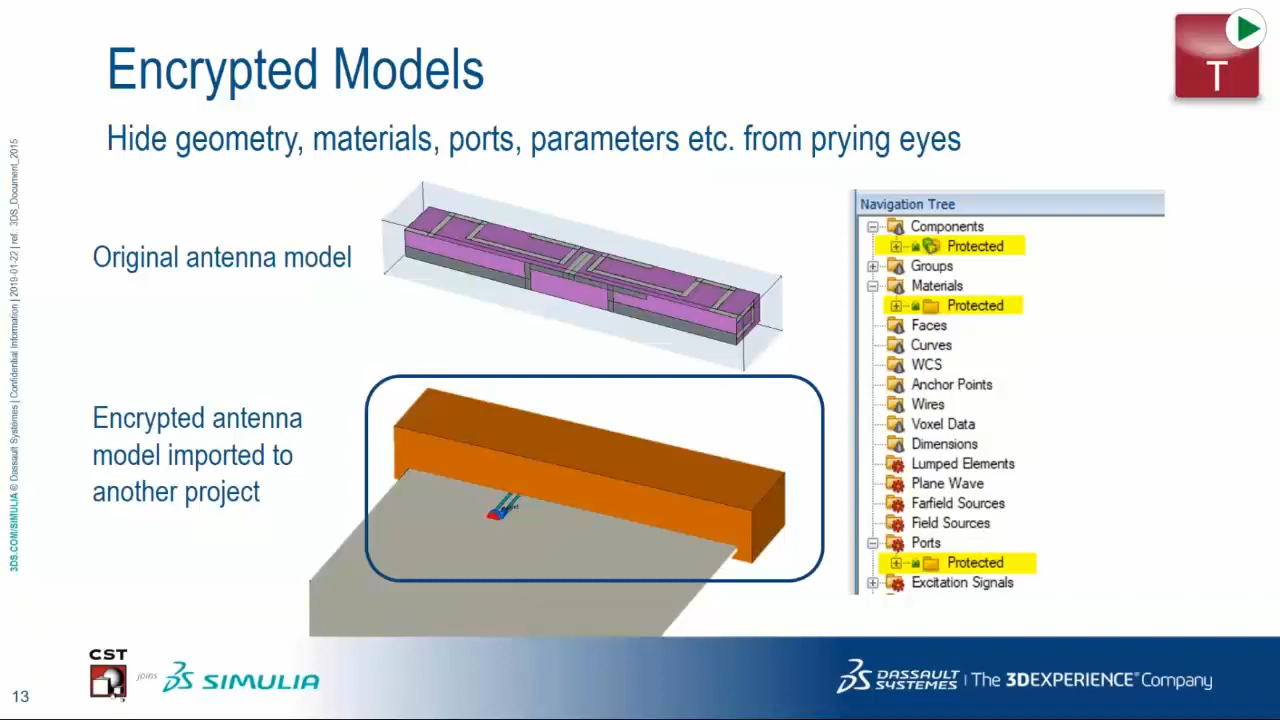 Encrypted Models
T
Hide geometry, materials, ports, parameters etc. from prying eyes
Original antenna model
Encrypted antenna
model imported to
another project
Navigation Tree
Components
Protected
Groups
Materials
Protected
Faces
Curves
WCS
Anchor Points
Wires
Voxel Data
Dimensions
Lumped Elements
Plane Wave
Farfield Sources
Field Sources
Ports
Protected
Excitation Signals
3DS.COM/SIMULIA © Dassault Systèmes | Confidential Information | 2019-01-22 | ref.: 3DS_Document_2015
13
CST
joins
SIMULIA
DASSAULT
SYSTEMES | The 3DEXPERIENCE® Company